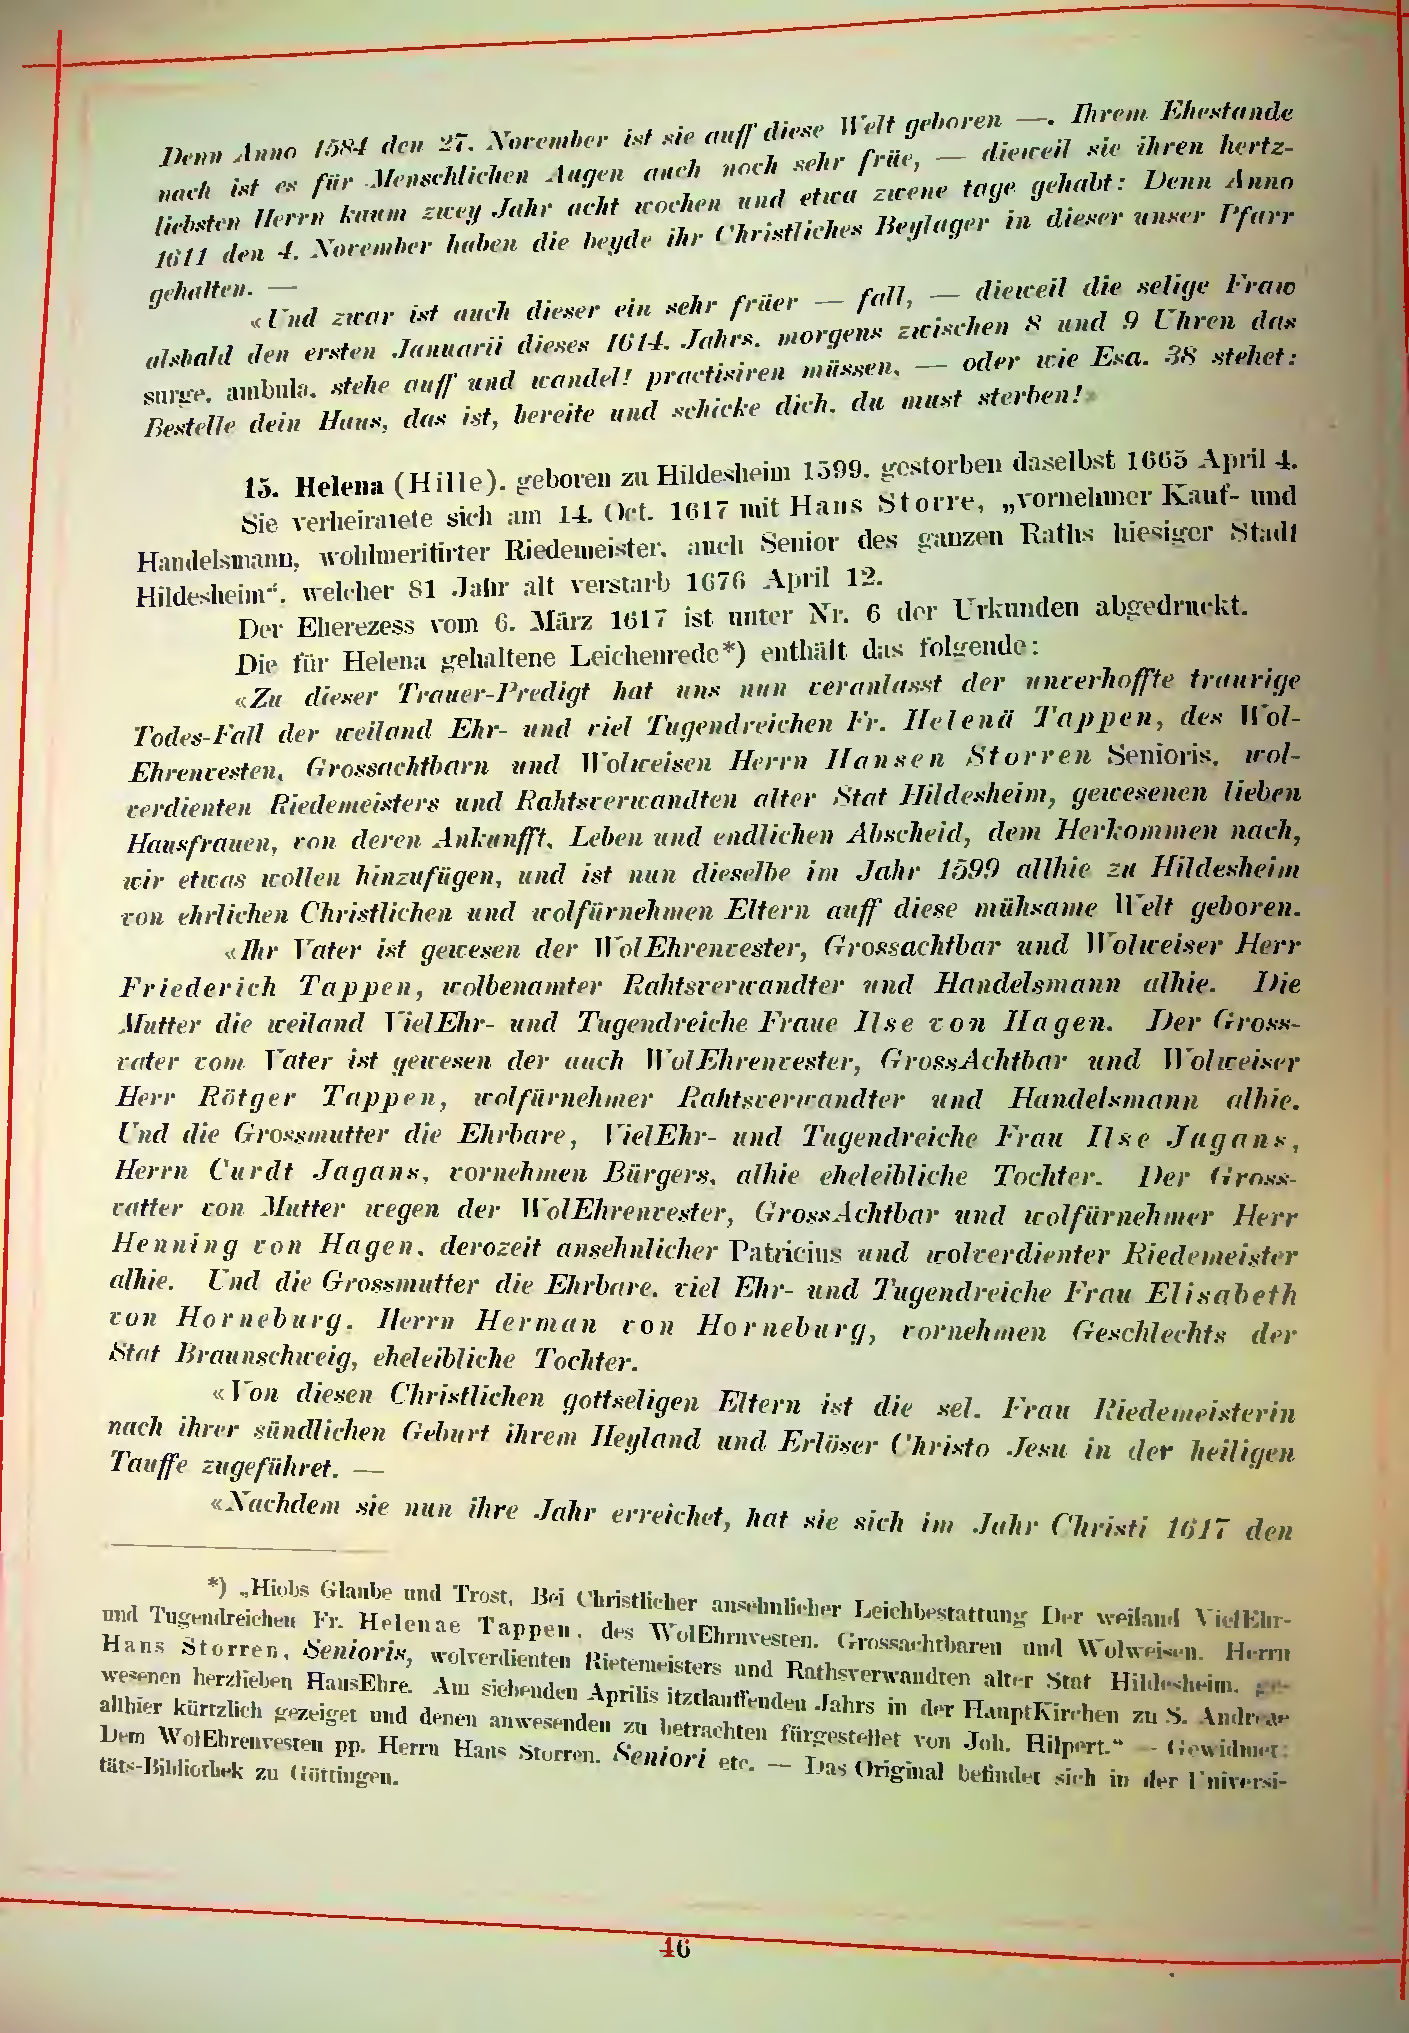 Denn Anno 1584 den 27. November ist sie auff diese Welt geboren —. Ihrem Ehestande
nach ist es für Menschlichen Augen auch noch sehr früe, — dieweil sie ihren hertz-
liebsten Herrn kaum zwey Jahr acht wochen und etwa zwene tage gehabt: Denn Anno
1611 den 4. November haben die beyde ihr Christliches Beylager in dieser unser Pfarr
gehalten. —
«Und zwar ist auch dieser ein sehr früer — fall, — dieweil die selige Fraw
alsbald den ersten Januarii dieses 1614. Jahrs, morgens zwischen 8 und 9 Uhren das
surge, ambula, stehe auff und wandel! practisiren müssen, — oder wie Esa. 38 stehet:
Bestelle dein Haus, das ist, bereite und schicke dich, du must sterben!»
15. Helena (Hille), geboren zu Hildesheim 1599, gestorben daselbst 1665 April 4.
Sie verheiratete sich am 14. Oct. 1617 mit Hans Storre, „vornehmer Kauf- und
Handelsmann, wohlmeritirter Riedemeister, auch Senior des ganzen Raths hiesiger Stadt
Hildesheim“, welcher 81 Jahr alt verstarb 1676 April 12.
Der Eherezess vom 6. März 1617 ist unter Nr. 6 der Urkunden abgedruckt.
Die für Helena gehaltene Leichenrede*) enthält das folgende:
«Zu dieser Trauer-Predigt hat uns nun veranlasst der unverhoffte traurige
Todes-Fall der weiland Ehr- und viel Tugendreichen Fr. Helenä Tappen, des Wol-
Ehrenvesten, Grossachtbarn und Wolweisen Herrn Hansen Storren Senioris, wol-
verdienten Riedemeisters und Rahtsverwandten alter Stat Hildesheim, gewesenen lieben
Hausfrauen, von deren Ankunfft, Leben und endlichen Abscheid, dem Herkommen nach,
wir etwas wollen hinzufügen, und ist nun dieselbe im Jahr 1599 allhie zu Hildesheim
von ehrlichen Christlichen und wolfürnehmen Eltern auff diese mühsame Welt geboren.
«Ihr Vater ist gewesen der WolEhrenvester, Grossachtbar und Wolweiser Herr
Friederich Tappen, wolbenamter Rahtsverwandter und Handelsmann alhie. Die
Mutter die weiland VielEhr- und Tugendreiche Fraue Ilse von Hagen. Der Gross-
vater vom Vater ist gewesen der auch WolEhrenvester, GrossAchtbar und Wolweiser
Herr Rötger Tappen, wolfürnehmer Rahtsverwandter und Handelsmann alhie.
Und die Grossmutter die Ehrbare, VielEhr- und Tugendreiche Frau Ilse Jagans,
Herrn Curdt Jagans, vornehmen Bürgers, alhie eheleibliche Tochter. Der Gross-
vatter von Mutter wegen der WolEhrenvester, GrossAchtbar und wolfürnehmer Herr
Henning von Hagen, derozeit ansehnlicher Patricius und wolverdienter Riedemeister
alhie. Und die Grossmutter die Ehrbare, viel Ehr- und Tugendreiche Frau Elisabeth
von Horneburg, Herrn Herman von Horneburg, vornehmen Geschlechts der
Stat Braunschweig, eheleibliche Tochter.
«Von diesen Christlichen gottseligen Eltern ist die sel. Frau Riedemeisterin
nach ihrer sündlichen Geburt ihrem Heyland und Erlöser Christo Jesu in der heiligen
Tauffe zugeführet. —
«Nachdem sie nun ihre Jahr erreichet, hat sie sich im Jahr Christi 1617 den
*) „Hiobs Glaube und Trost, Bei Christlicher ansehnlicher Leichbestattung Der weiland VielEhr-
und Tugendreichen Fr. Helenae Tappen, des WolEhrnvesten, Grossachtbaren und Wolweisen, Herrn
Hans Storren, Senioris, wolverdienten Rietemeisters und Rathsverwandten alter Stat Hildesheim, ge-
wesenen herzlieben HausEhre. Am siebenden Aprilis itztlauffenden Jahrs in der HauptKirchen zu S. Andreae
allhier kürtzlich gezeiget und denen anwesenden zu betrachten fürgestellet von Joh. Hilpert.“ — Gewidmet:
Dem WolEhrenvesten pp. Herrn Hans Storren, Seniori etc. — Das Original befindet sich in der Universi-
täts-Bibliothek zu Göttingen.
46